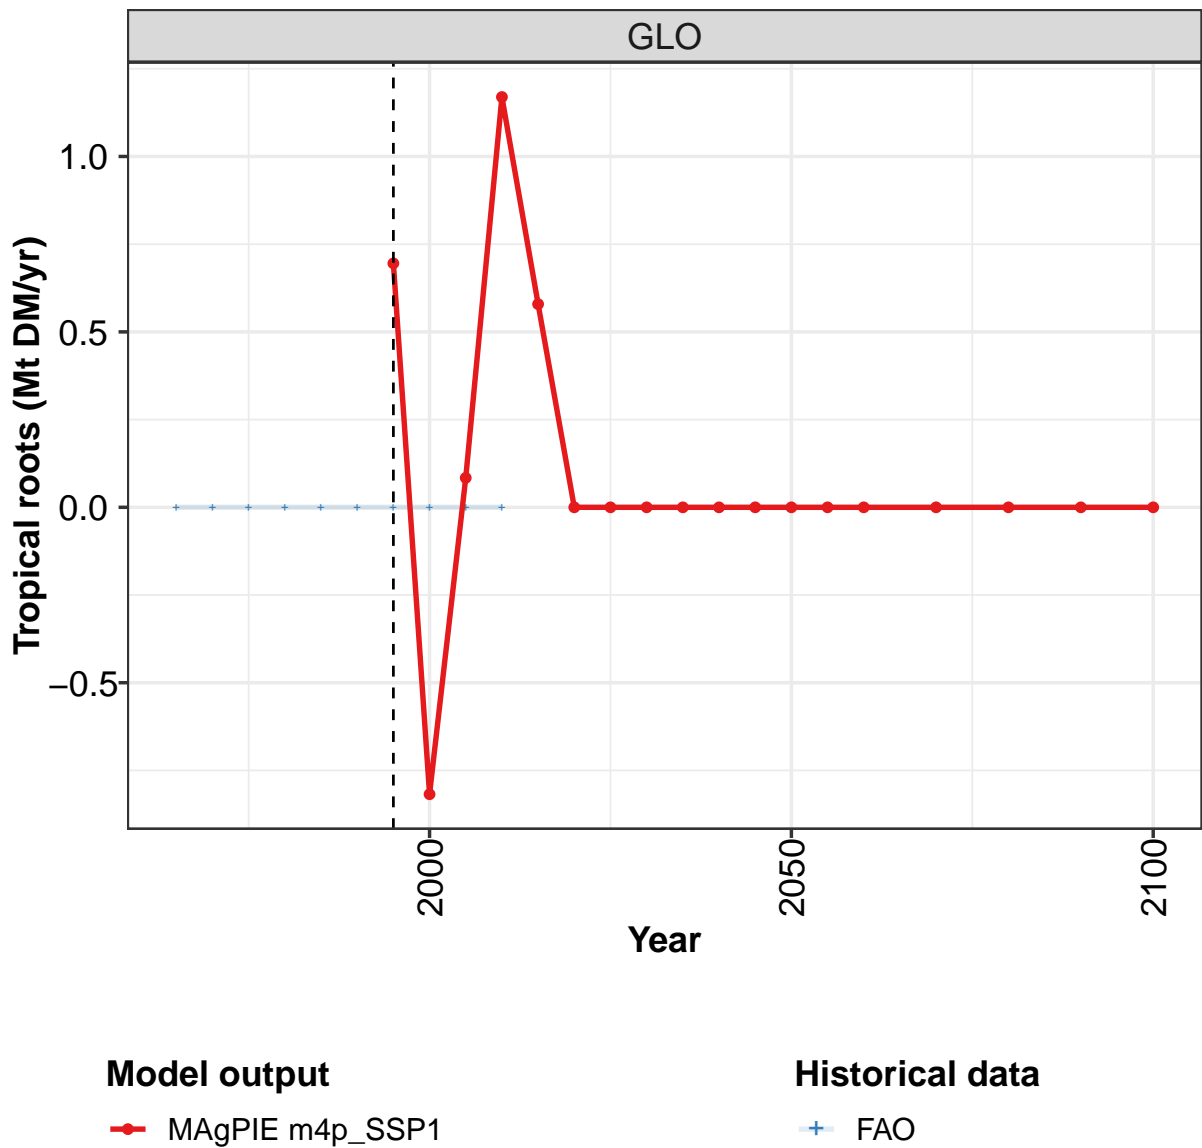 GLO
Tropical roots (Mt DM/yr)
1.0
0.5
0.0
−0.5
2000
2050
2100
Year
Model output
MAgPIE m4p_SSP1
Historical data
FAO